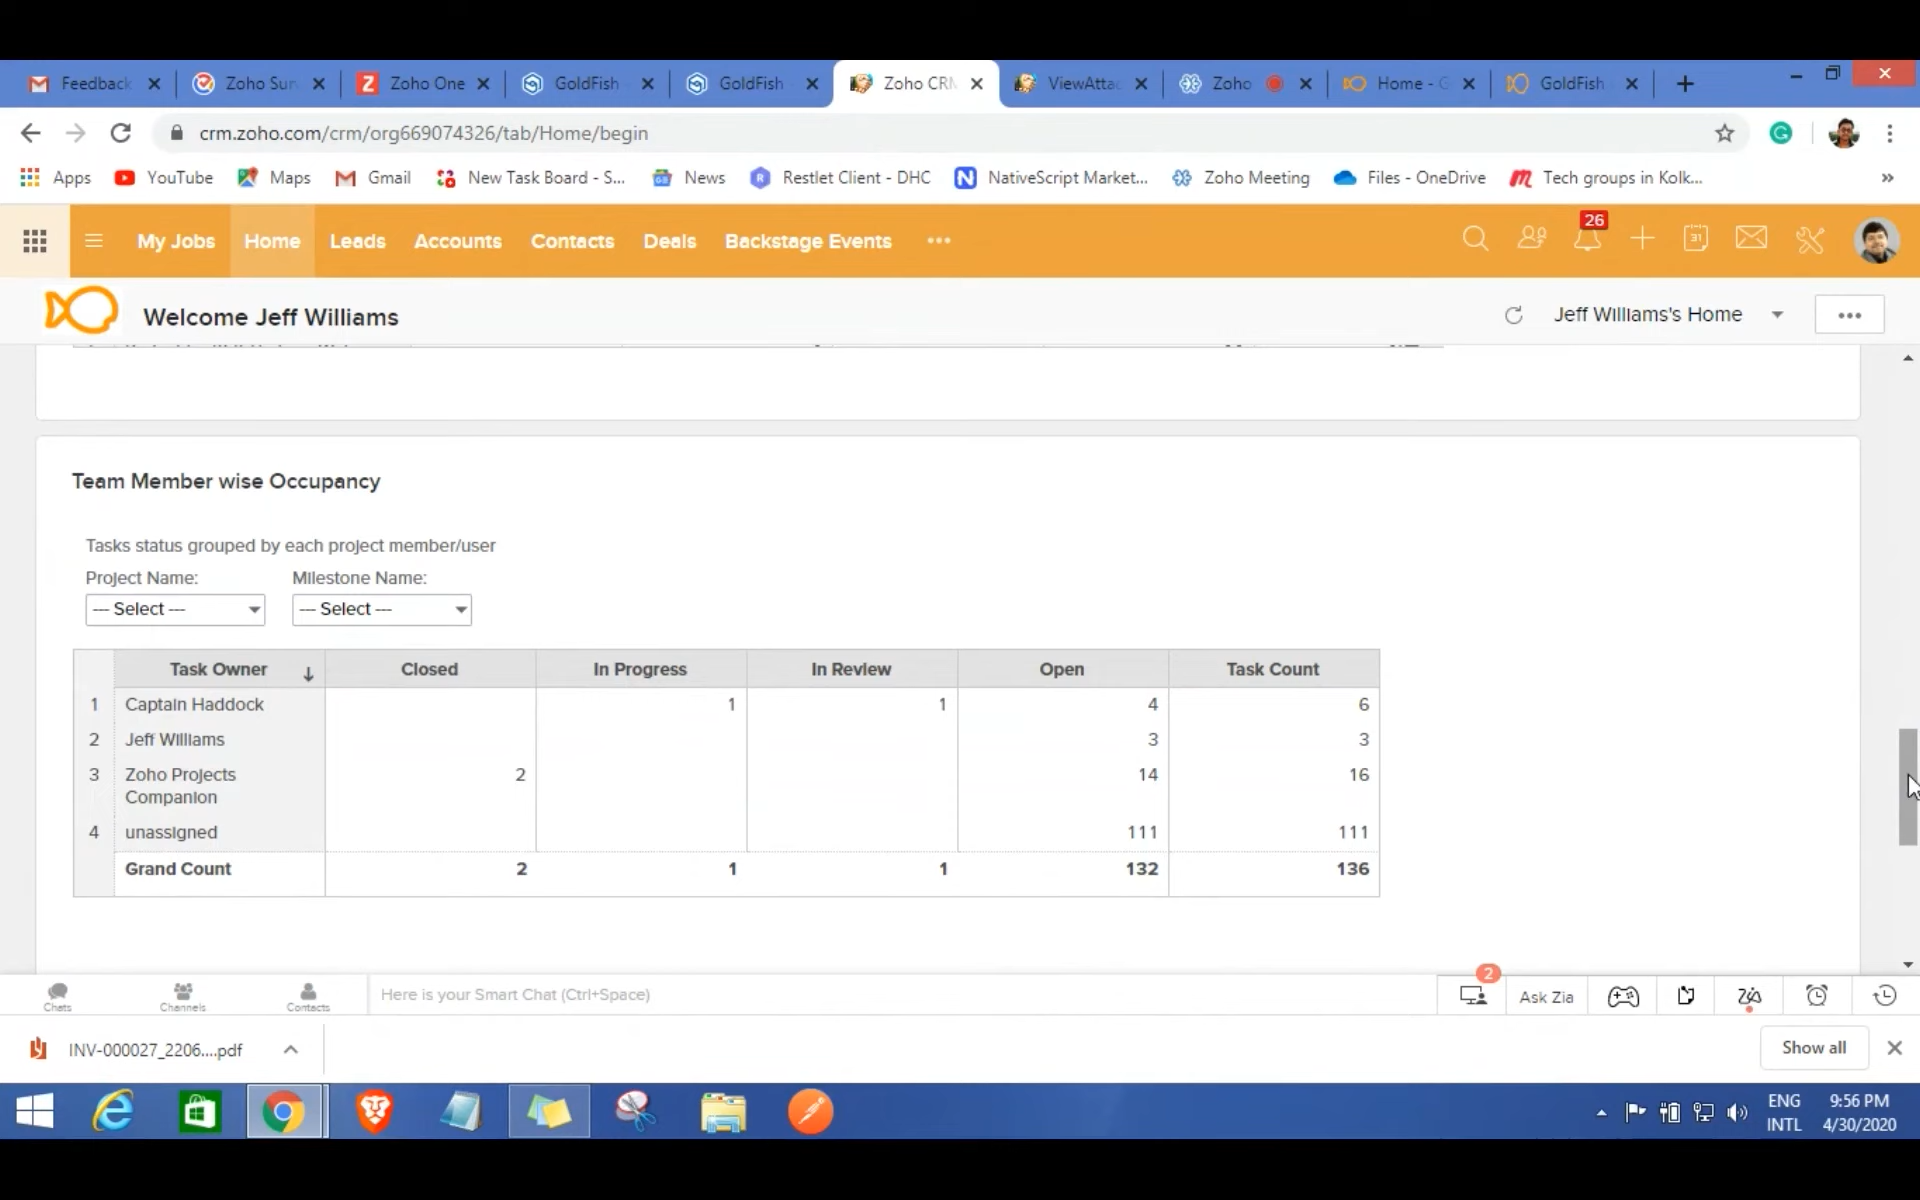 Feedback Zoho Sur Zoho One GoldFish GoldFish Zoho CRM ViewAttac Zoho Home - G GoldFish
crm.zoho.com/crm/org669074326/tab/Home/begin
Apps YouTube Maps Gmail New Task Board - S... News Restlet Client - DHC NativeScript Market... Zoho Meeting Files - OneDrive Tech groups in Kolk... »
My Jobs Home Leads Accounts Contacts Deals Backstage Events ••• 26 31
Welcome Jeff Williams Jeff Williams's Home •••
Team Member wise Occupancy
Tasks status grouped by each project member/user
Project Name: Milestone Name:
--- Select --- --- Select ---
Task Owner Closed In Progress In Review Open Task Count
1 Captain Haddock 1 1 4 6
2 Jeff Williams 3 3
3 Zoho Projects 2 14 16
Companion
4 unassigned 111 111
Grand Count 2 1 1 132 136
2
Chats Channels Contacts Here is your Smart Chat (Ctrl+Space) Ask Zia
INV-000027_2206....pdf Show all
ENG 9:56 PM
INTL 4/30/2020